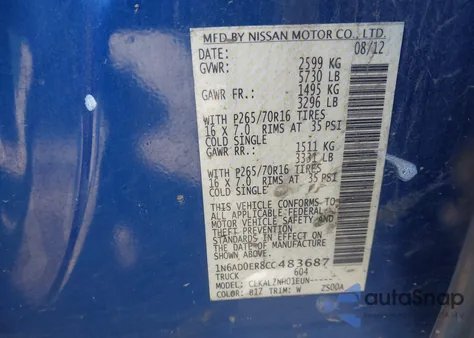 MFD BY NISSAN MOTOR CO., LTD.
DATE: 08/12
GVWR: 2599 KG
5730 LB
GAWR FR.: 1495 KG
3296 LB
WITH P265/70R16 TIRES
16 X 7.0 RIMS AT 35 PSI
COLD SINGLE
GAWR RR.: 1511 KG
3331 LB
WITH P265/70R16 TIRES
16 X 7.0 RIMS AT 35 PSI
COLD SINGLE
THIS VEHICLE CONFORMS TO
ALL APPLICABLE FEDERAL
MOTOR VEHICLE SAFETY AND
THEFT PREVENTION STANDARDS
IN EFFECT ON
THE DATE OF MANUFACTURE
SHOWN ABOVE.
1N6AD0ER8CC483687
TRUCK 604
MODEL: CLKALZNHO1EUN-----
COLOR: B17 TRIM: W ZS00A
autoSnap